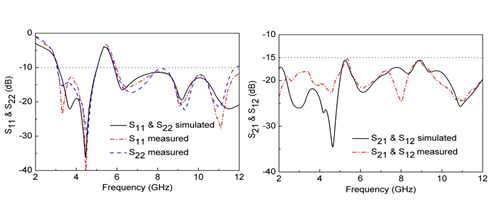 0
-10
-20
-30
-40
2 4 6 8 10 12
Frequency (GHz)
S11 & S22 (dB)
S11 & S22 simulated
S11 measured
S22 measured
-10
-15
-20
-30
-40
2 4 6 8 10 12
Frequency (GHz)
S21 & S12 (dB)
S21 & S12 simulated
S21 & S12 measured